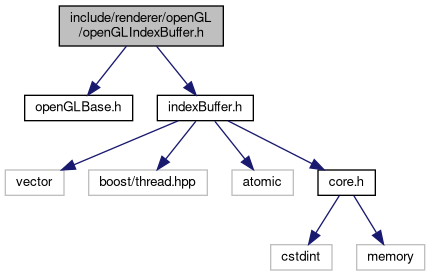 include/renderer/openGL
/openGLIndexBuffer.h
openGLBase.h
indexBuffer.h
vector
boost/thread.hpp
atomic
core.h
cstdint
memory